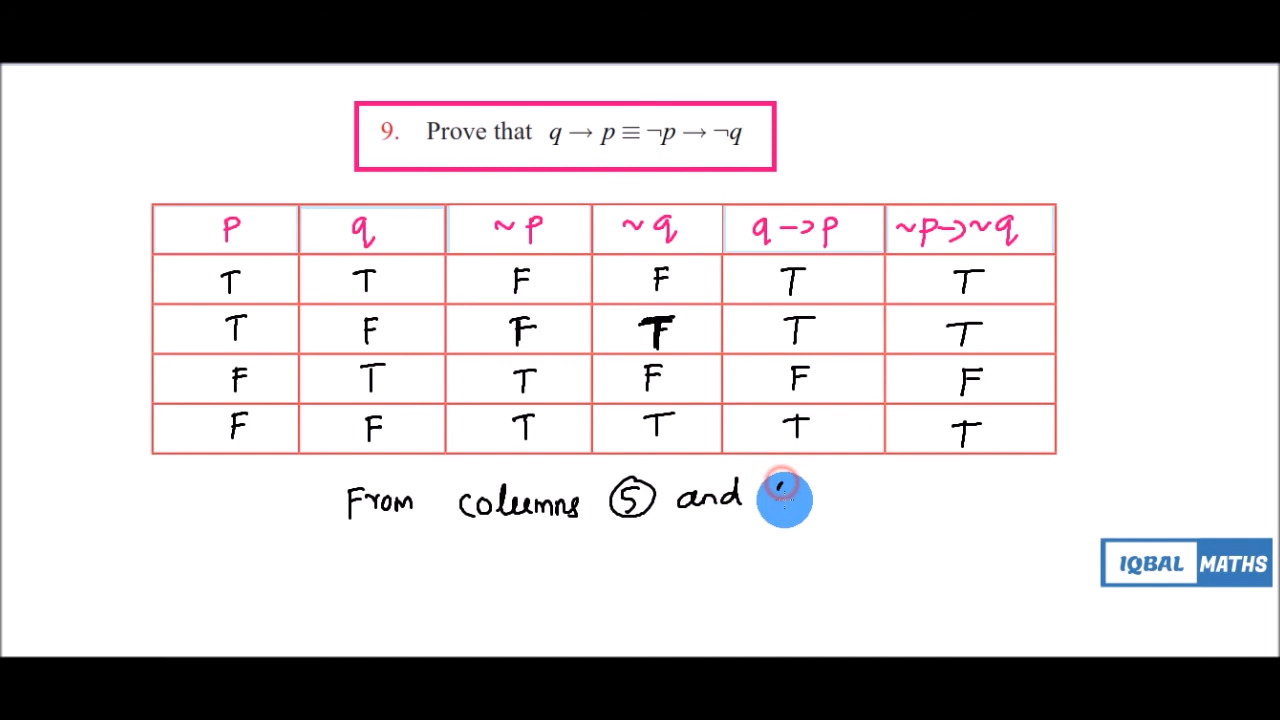 9. Prove that q → p ≡ ¬p → ¬q
p q ~p ~q q→p ~p→~q
T T F F T T
T F F T T T
F T T F F F
F F T T T T
From columns ⑤ and
IQBAL MATHS